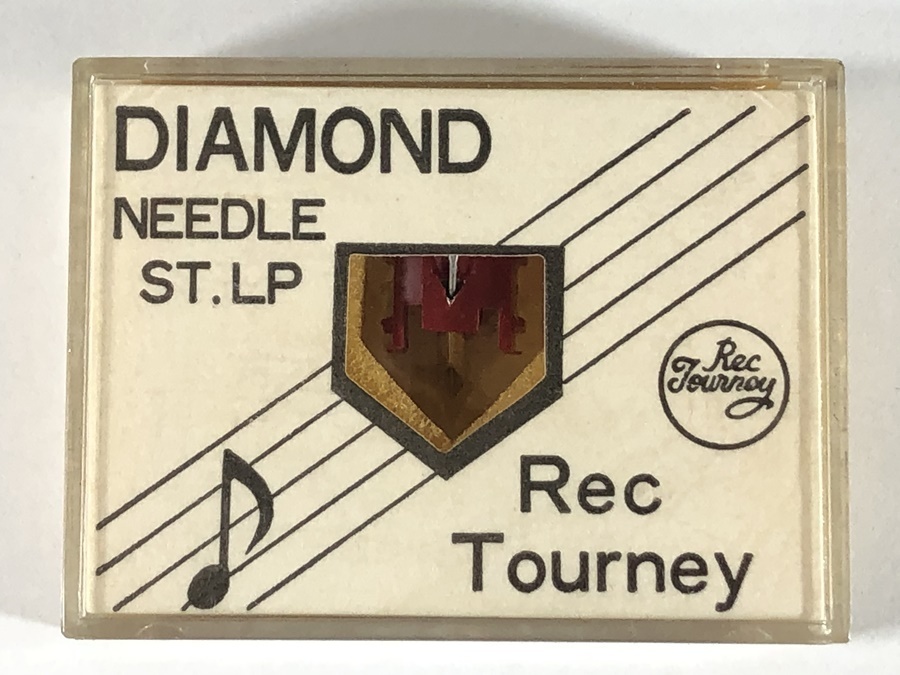 DIAMOND
NEEDLE
ST. LP
Rec
Tourney
Rec
Tourney